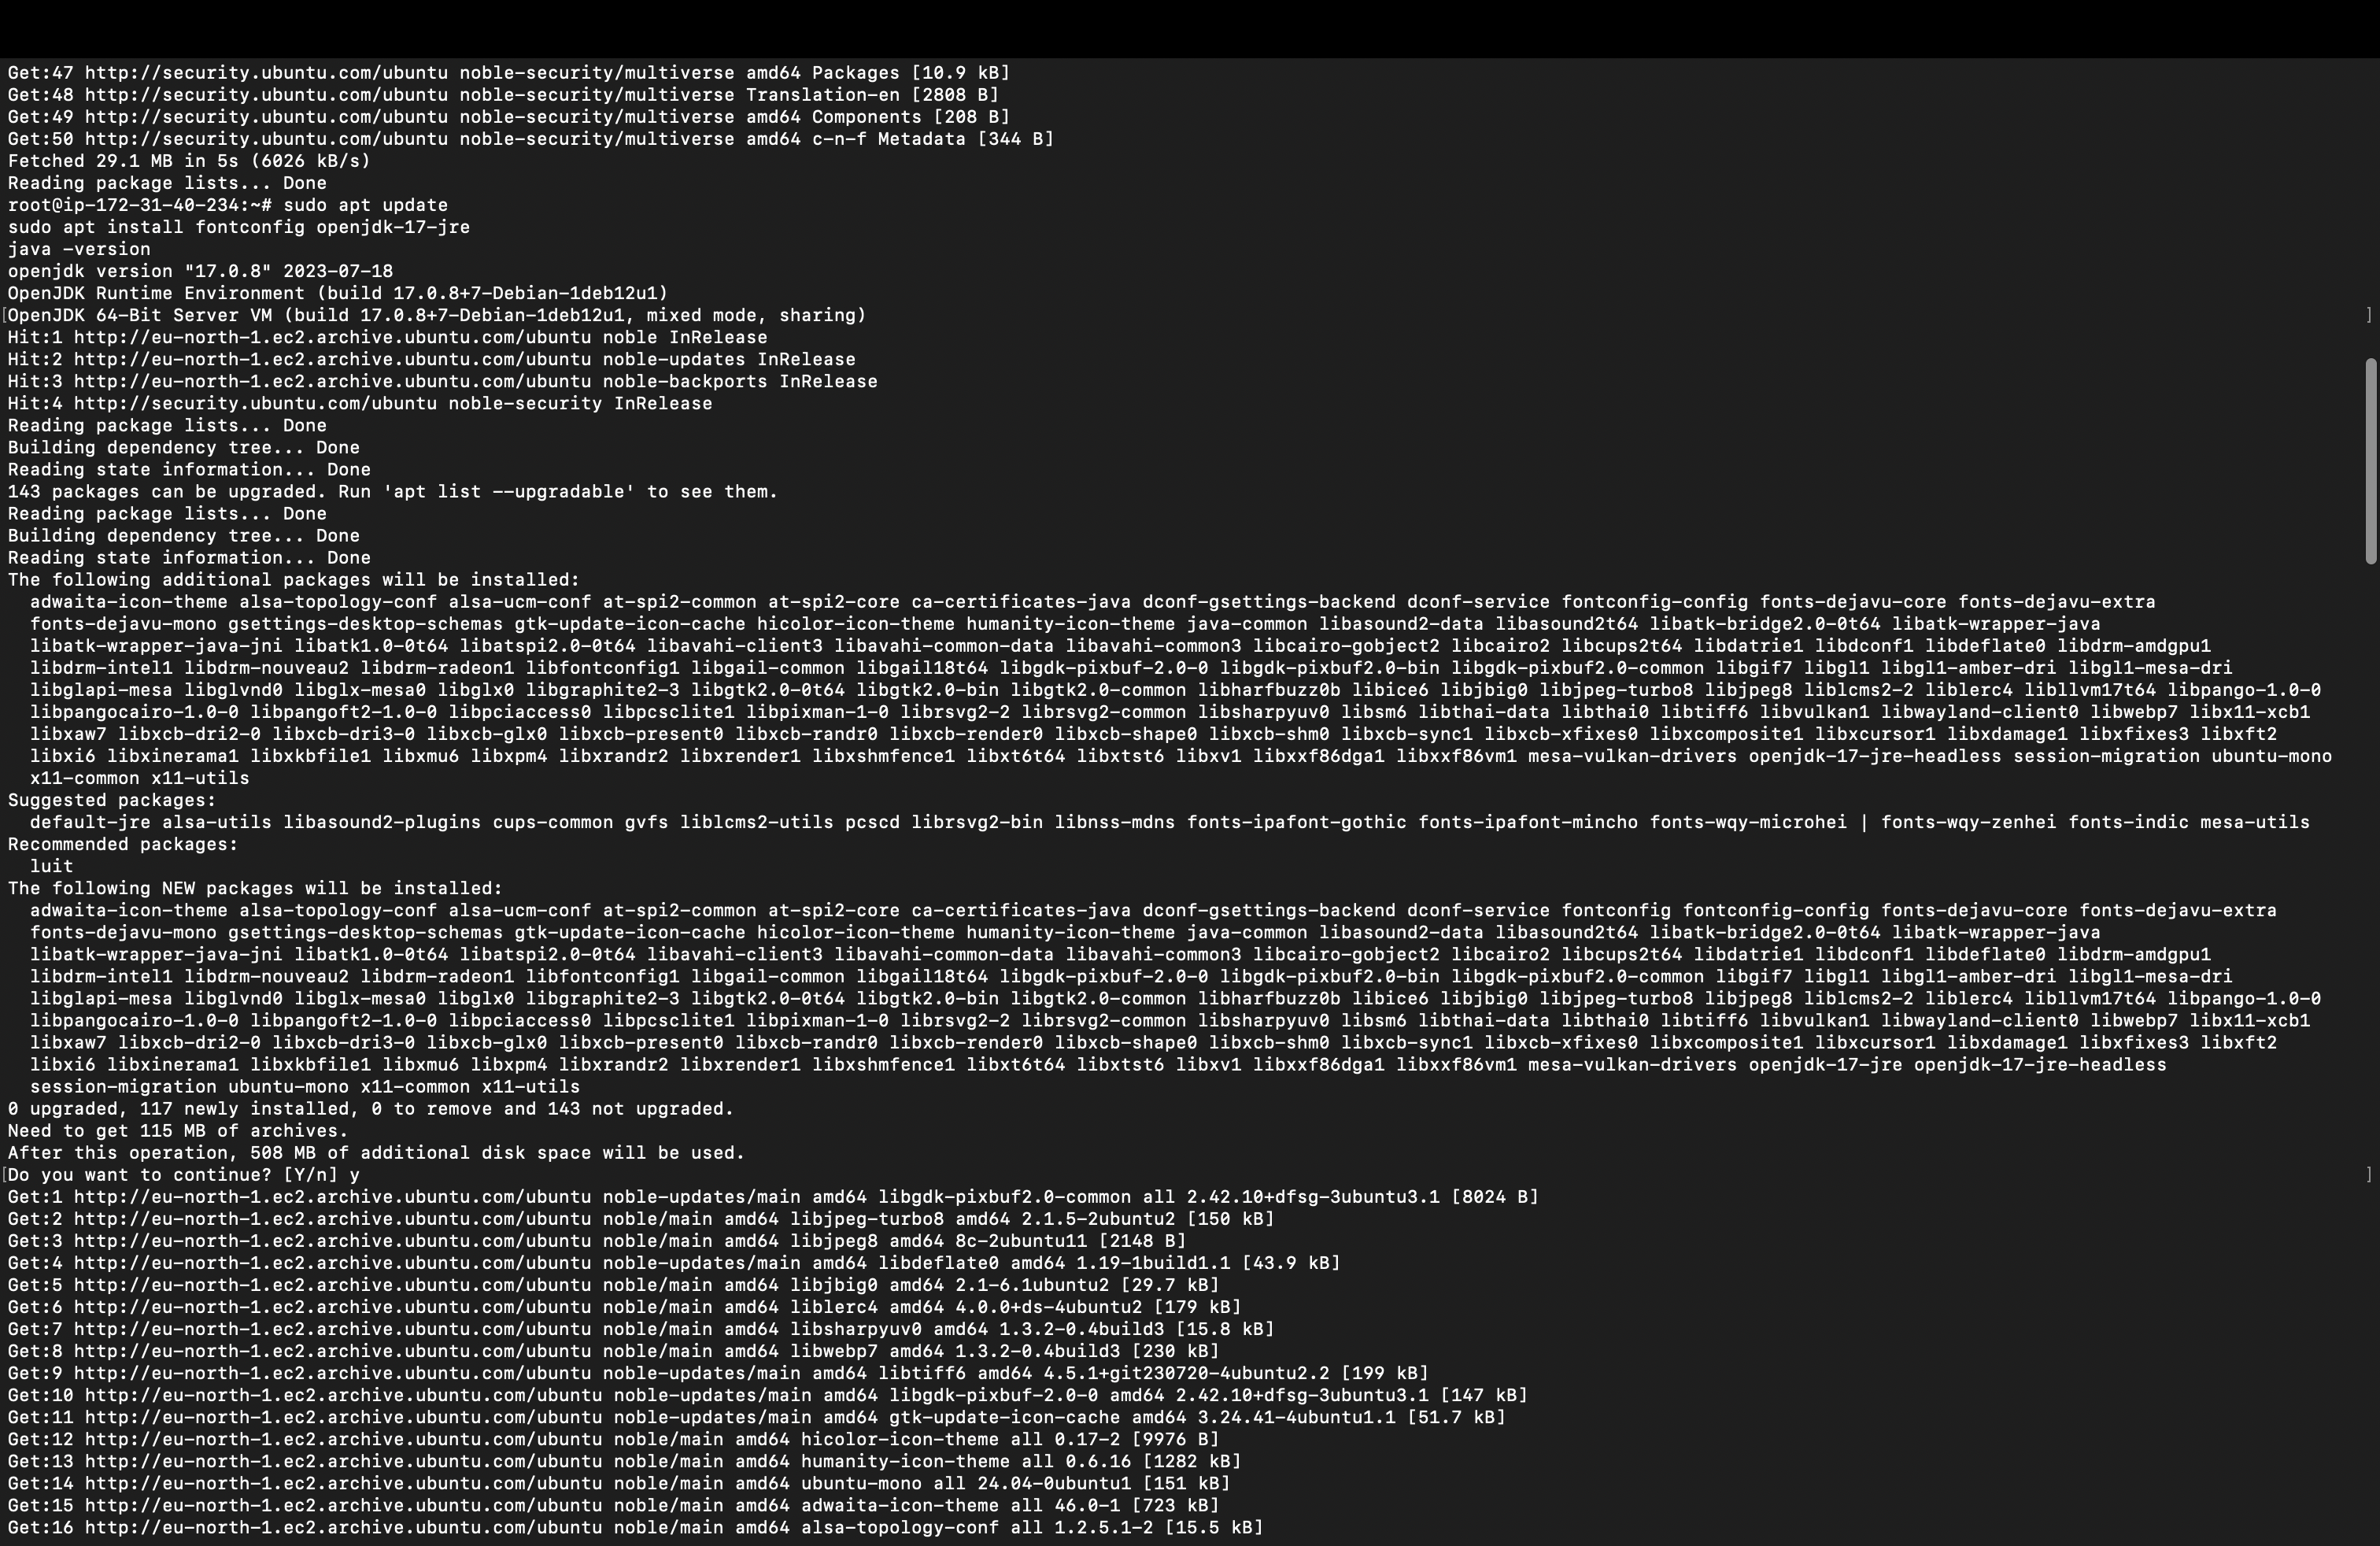 Get:47 http://security.ubuntu.com/ubuntu noble-security/multiverse amd64 Packages [10.9 kB]
Get:48 http://security.ubuntu.com/ubuntu noble-security/multiverse Translation-en [2808 B]
Get:49 http://security.ubuntu.com/ubuntu noble-security/multiverse amd64 Components [208 B]
Get:50 http://security.ubuntu.com/ubuntu noble-security/multiverse amd64 c-n-f Metadata [344 B]
Fetched 29.1 MB in 5s (6026 kB/s)
Reading package lists... Done
root@ip-172-31-40-234:~# sudo apt update
sudo apt install fontconfig openjdk-17-jre
java -version
openjdk version "17.0.8" 2023-07-18
OpenJDK Runtime Environment (build 17.0.8+7-Debian-1deb12u1)
[OpenJDK 64-Bit Server VM (build 17.0.8+7-Debian-1deb12u1, mixed mode, sharing) ]
Hit:1 http://eu-north-1.ec2.archive.ubuntu.com/ubuntu noble InRelease
Hit:2 http://eu-north-1.ec2.archive.ubuntu.com/ubuntu noble-updates InRelease
Hit:3 http://eu-north-1.ec2.archive.ubuntu.com/ubuntu noble-backports InRelease
Hit:4 http://security.ubuntu.com/ubuntu noble-security InRelease
Reading package lists... Done
Building dependency tree... Done
Reading state information... Done
143 packages can be upgraded. Run 'apt list --upgradable' to see them.
Reading package lists... Done
Building dependency tree... Done
Reading state information... Done
The following additional packages will be installed:
adwaita-icon-theme alsa-topology-conf alsa-ucm-conf at-spi2-common at-spi2-core ca-certificates-java dconf-gsettings-backend dconf-service fontconfig-config fonts-dejavu-core fonts-dejavu-extra
fonts-dejavu-mono gsettings-desktop-schemas gtk-update-icon-cache hicolor-icon-theme humanity-icon-theme java-common libasound2-data libasound2t64 libatk-bridge2.0-0t64 libatk-wrapper-java
libatk-wrapper-java-jni libatk1.0-0t64 libatspi2.0-0t64 libavahi-client3 libavahi-common-data libavahi-common3 libcairo-gobject2 libcairo2 libcups2t64 libdatrie1 libdconf1 libdeflate0 libdrm-amdgpu1
libdrm-intel1 libdrm-nouveau2 libdrm-radeon1 libfontconfig1 libgail-common libgail18t64 libgdk-pixbuf-2.0-0 libgdk-pixbuf2.0-bin libgdk-pixbuf2.0-common libgif7 libgl1 libgl1-amber-dri libgl1-mesa-dri
libglapi-mesa libglvnd0 libglx-mesa0 libglx0 libgraphite2-3 libgtk2.0-0t64 libgtk2.0-bin libgtk2.0-common libharfbuzz0b libice6 libjbig0 libjpeg-turbo8 libjpeg8 liblcms2-2 liblerc4 libllvm17t64 libpango-1.0-0
libpangocairo-1.0-0 libpangoft2-1.0-0 libpciaccess0 libpcsclite1 libpixman-1-0 librsvg2-2 librsvg2-common libsharpyuv0 libsm6 libthai-data libthai0 libtiff6 libvulkan1 libwayland-client0 libwebp7 libx11-xcb1
libxaw7 libxcb-dri2-0 libxcb-dri3-0 libxcb-glx0 libxcb-present0 libxcb-randr0 libxcb-render0 libxcb-shape0 libxcb-shm0 libxcb-sync1 libxcb-xfixes0 libxcomposite1 libxcursor1 libxdamage1 libxfixes3 libxft2
libxi6 libxinerama1 libxkbfile1 libxmu6 libxpm4 libxrandr2 libxrender1 libxshmfence1 libxt6t64 libxtst6 libxv1 libxxf86dga1 libxxf86vm1 mesa-vulkan-drivers openjdk-17-jre-headless session-migration ubuntu-mono
x11-common x11-utils
Suggested packages:
default-jre alsa-utils libasound2-plugins cups-common gvfs liblcms2-utils pcscd librsvg2-bin libnss-mdns fonts-ipafont-gothic fonts-ipafont-mincho fonts-wqy-microhei | fonts-wqy-zenhei fonts-indic mesa-utils
Recommended packages:
luit
The following NEW packages will be installed:
adwaita-icon-theme alsa-topology-conf alsa-ucm-conf at-spi2-common at-spi2-core ca-certificates-java dconf-gsettings-backend dconf-service fontconfig fontconfig-config fonts-dejavu-core fonts-dejavu-extra
fonts-dejavu-mono gsettings-desktop-schemas gtk-update-icon-cache hicolor-icon-theme humanity-icon-theme java-common libasound2-data libasound2t64 libatk-bridge2.0-0t64 libatk-wrapper-java
libatk-wrapper-java-jni libatk1.0-0t64 libatspi2.0-0t64 libavahi-client3 libavahi-common-data libavahi-common3 libcairo-gobject2 libcairo2 libcups2t64 libdatrie1 libdconf1 libdeflate0 libdrm-amdgpu1
libdrm-intel1 libdrm-nouveau2 libdrm-radeon1 libfontconfig1 libgail-common libgail18t64 libgdk-pixbuf-2.0-0 libgdk-pixbuf2.0-bin libgdk-pixbuf2.0-common libgif7 libgl1 libgl1-amber-dri libgl1-mesa-dri
libglapi-mesa libglvnd0 libglx-mesa0 libglx0 libgraphite2-3 libgtk2.0-0t64 libgtk2.0-bin libgtk2.0-common libharfbuzz0b libice6 libjbig0 libjpeg-turbo8 libjpeg8 liblcms2-2 liblerc4 libllvm17t64 libpango-1.0-0
libpangocairo-1.0-0 libpangoft2-1.0-0 libpciaccess0 libpcsclite1 libpixman-1-0 librsvg2-2 librsvg2-common libsharpyuv0 libsm6 libthai-data libthai0 libtiff6 libvulkan1 libwayland-client0 libwebp7 libx11-xcb1
libxaw7 libxcb-dri2-0 libxcb-dri3-0 libxcb-glx0 libxcb-present0 libxcb-randr0 libxcb-render0 libxcb-shape0 libxcb-shm0 libxcb-sync1 libxcb-xfixes0 libxcomposite1 libxcursor1 libxdamage1 libxfixes3 libxft2
libxi6 libxinerama1 libxkbfile1 libxmu6 libxpm4 libxrandr2 libxrender1 libxshmfence1 libxt6t64 libxtst6 libxv1 libxxf86dga1 libxxf86vm1 mesa-vulkan-drivers openjdk-17-jre openjdk-17-jre-headless
session-migration ubuntu-mono x11-common x11-utils
0 upgraded, 117 newly installed, 0 to remove and 143 not upgraded.
Need to get 115 MB of archives.
After this operation, 508 MB of additional disk space will be used.
[Do you want to continue? [Y/n] y ]
Get:1 http://eu-north-1.ec2.archive.ubuntu.com/ubuntu noble-updates/main amd64 libgdk-pixbuf2.0-common all 2.42.10+dfsg-3ubuntu3.1 [8024 B]
Get:2 http://eu-north-1.ec2.archive.ubuntu.com/ubuntu noble/main amd64 libjpeg-turbo8 amd64 2.1.5-2ubuntu2 [150 kB]
Get:3 http://eu-north-1.ec2.archive.ubuntu.com/ubuntu noble/main amd64 libjpeg8 amd64 8c-2ubuntu11 [2148 B]
Get:4 http://eu-north-1.ec2.archive.ubuntu.com/ubuntu noble-updates/main amd64 libdeflate0 amd64 1.19-1build1.1 [43.9 kB]
Get:5 http://eu-north-1.ec2.archive.ubuntu.com/ubuntu noble/main amd64 libjbig0 amd64 2.1-6.1ubuntu2 [29.7 kB]
Get:6 http://eu-north-1.ec2.archive.ubuntu.com/ubuntu noble/main amd64 liblerc4 amd64 4.0.0+ds-4ubuntu2 [179 kB]
Get:7 http://eu-north-1.ec2.archive.ubuntu.com/ubuntu noble/main amd64 libsharpyuv0 amd64 1.3.2-0.4build3 [15.8 kB]
Get:8 http://eu-north-1.ec2.archive.ubuntu.com/ubuntu noble/main amd64 libwebp7 amd64 1.3.2-0.4build3 [230 kB]
Get:9 http://eu-north-1.ec2.archive.ubuntu.com/ubuntu noble-updates/main amd64 libtiff6 amd64 4.5.1+git230720-4ubuntu2.2 [199 kB]
Get:10 http://eu-north-1.ec2.archive.ubuntu.com/ubuntu noble-updates/main amd64 libgdk-pixbuf-2.0-0 amd64 2.42.10+dfsg-3ubuntu3.1 [147 kB]
Get:11 http://eu-north-1.ec2.archive.ubuntu.com/ubuntu noble-updates/main amd64 gtk-update-icon-cache amd64 3.24.41-4ubuntu1.1 [51.7 kB]
Get:12 http://eu-north-1.ec2.archive.ubuntu.com/ubuntu noble/main amd64 hicolor-icon-theme all 0.17-2 [9976 B]
Get:13 http://eu-north-1.ec2.archive.ubuntu.com/ubuntu noble/main amd64 humanity-icon-theme all 0.6.16 [1282 kB]
Get:14 http://eu-north-1.ec2.archive.ubuntu.com/ubuntu noble/main amd64 ubuntu-mono all 24.04-0ubuntu1 [151 kB]
Get:15 http://eu-north-1.ec2.archive.ubuntu.com/ubuntu noble/main amd64 adwaita-icon-theme all 46.0-1 [723 kB]
Get:16 http://eu-north-1.ec2.archive.ubuntu.com/ubuntu noble/main amd64 alsa-topology-conf all 1.2.5.1-2 [15.5 kB]